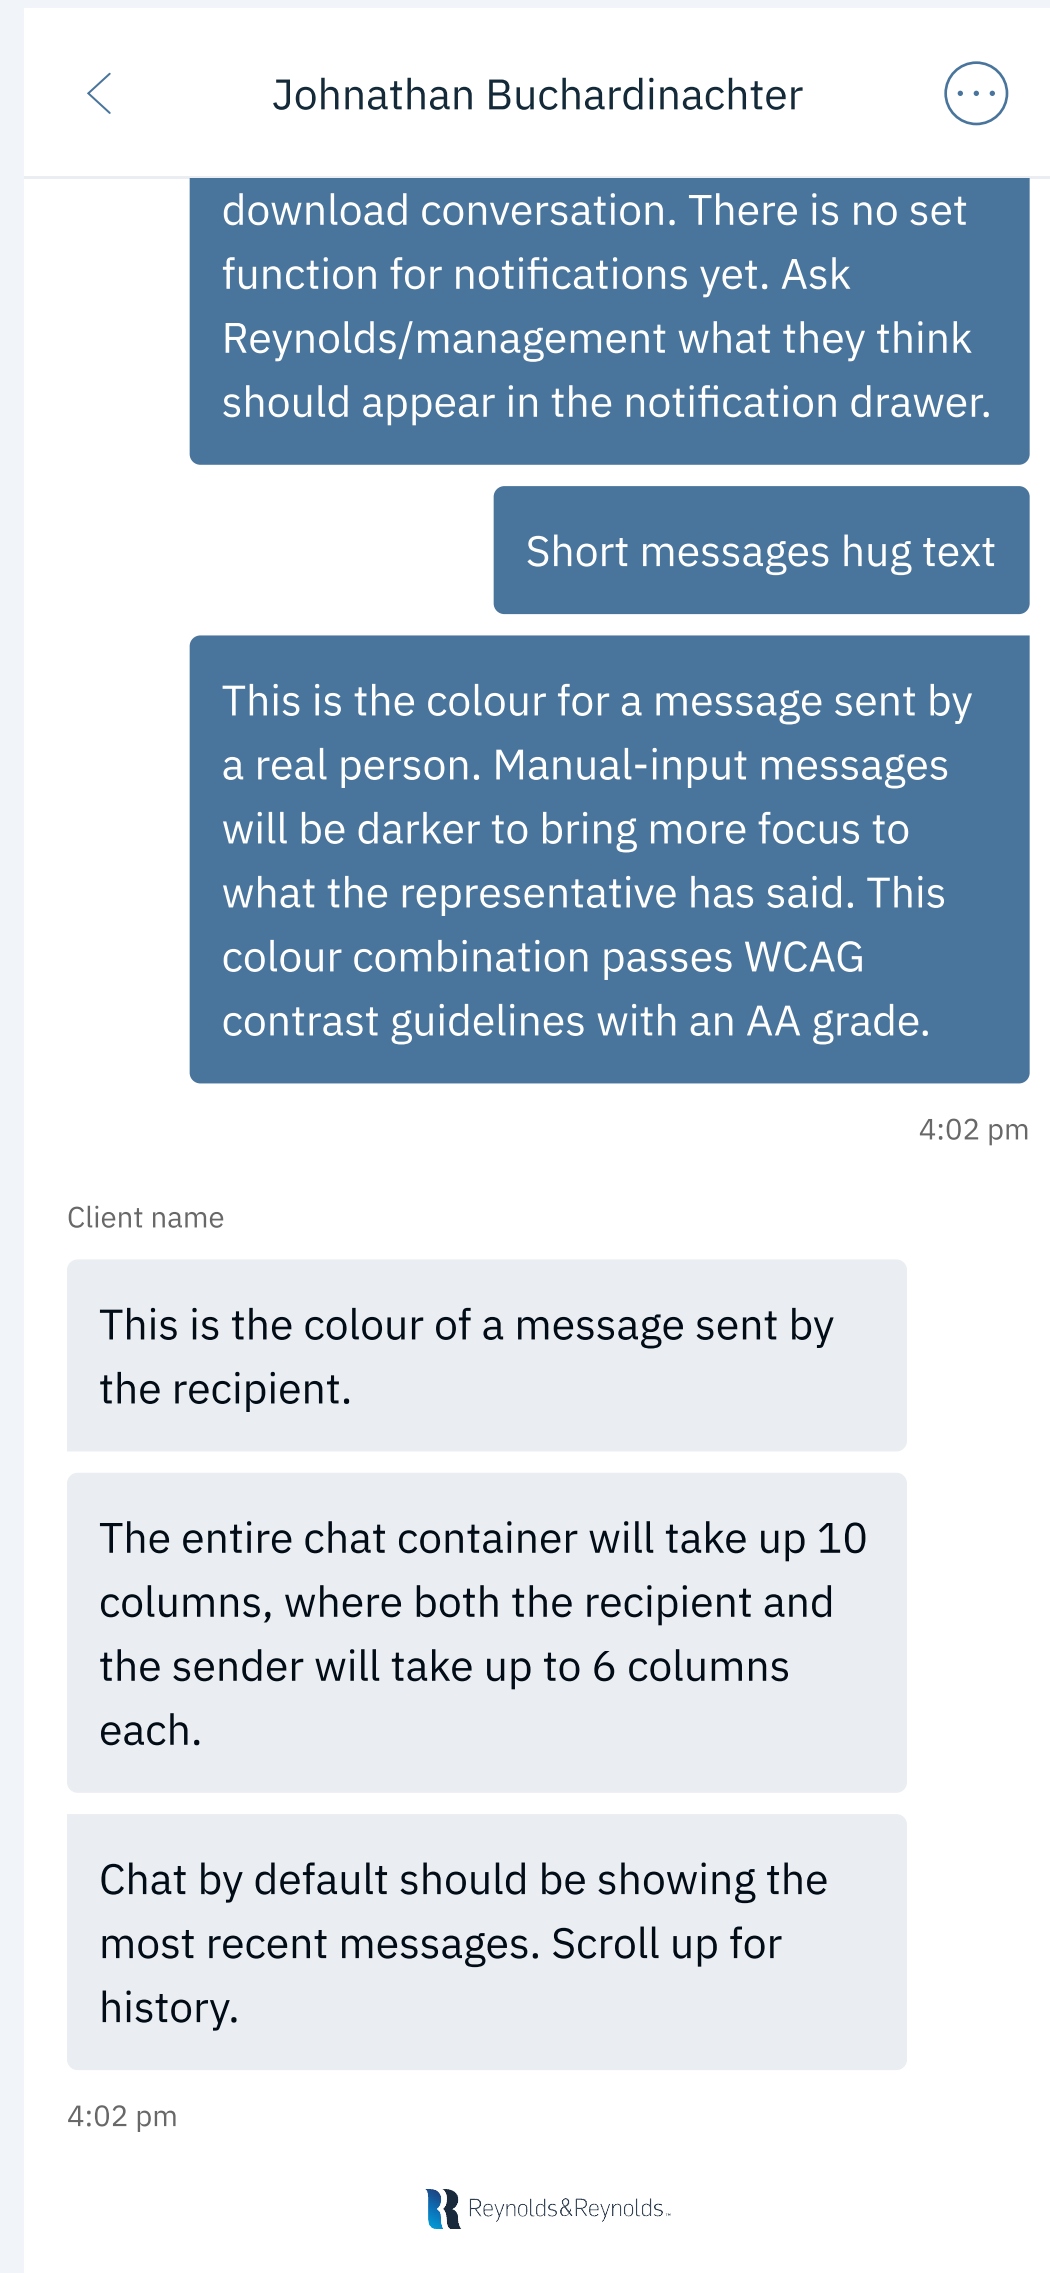 Johnathan Buchardinachter
download conversation. There is no set
function for notifications yet. Ask
Reynolds/management what they think
should appear in the notification drawer.
Short messages hug text
This is the colour for a message sent by
a real person. Manual-input messages
will be darker to bring more focus to
what the representative has said. This
colour combination passes WCAG
contrast guidelines with an AA grade.
4:02 pm
Client name
This is the colour of a message sent by
the recipient.
The entire chat container will take up 10
columns, where both the recipient and
the sender will take up to 6 columns
each.
Chat by default should be showing the
most recent messages. Scroll up for
history.
4:02 pm
Reynolds&Reynolds